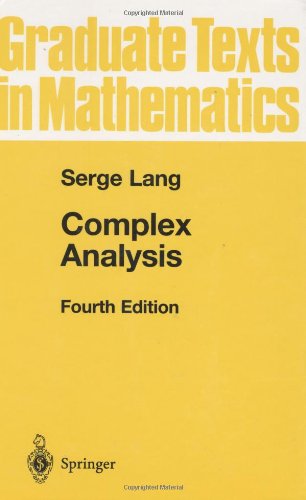 Graduate Texts
in Mathematics
Serge Lang
Complex
Analysis
Fourth Edition
Springer